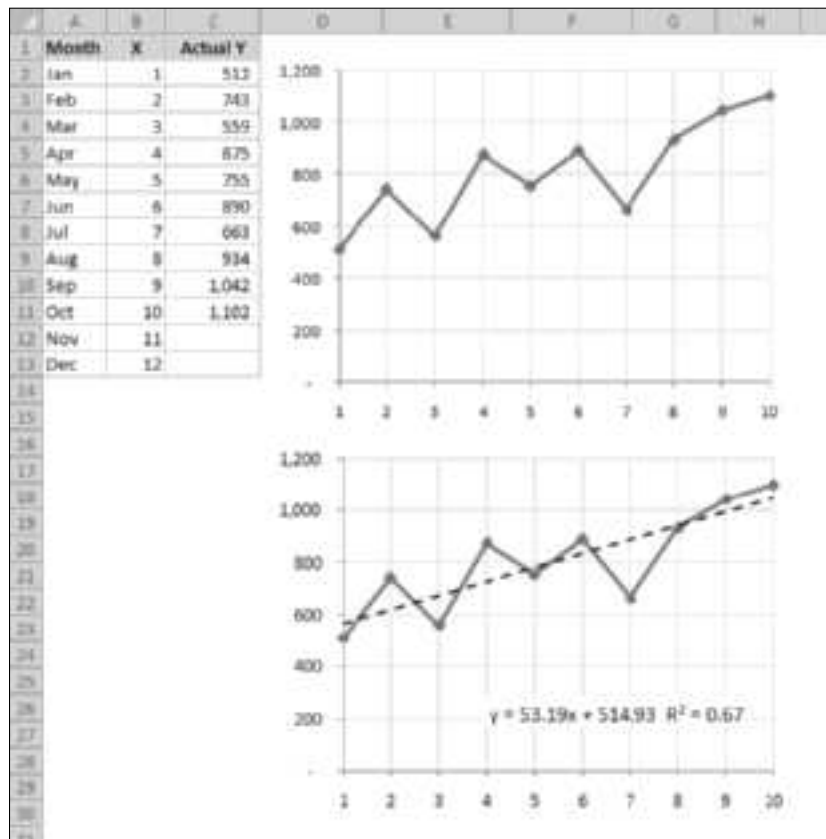 A B C D E F G H
1 Month X Actual Y
2 Jan 1 512
3 Feb 2 743
4 Mar 3 559
5 Apr 4 875
6 May 5 755
7 Jun 6 890
8 Jul 7 663
9 Aug 8 934
10 Sep 9 1,042
11 Oct 10 1,102
12 Nov 11
13 Dec 12
14
15
16
17
18
19
20
21
22
23
24
25
26
27
28
29
30
31
1,200
1,000
800
600
400
200
-
1 2 3 4 5 6 7 8 9 10
1,200
1,000
800
600
400
200
-
y = 53.19x + 514.93 R² = 0.67
1 2 3 4 5 6 7 8 9 10